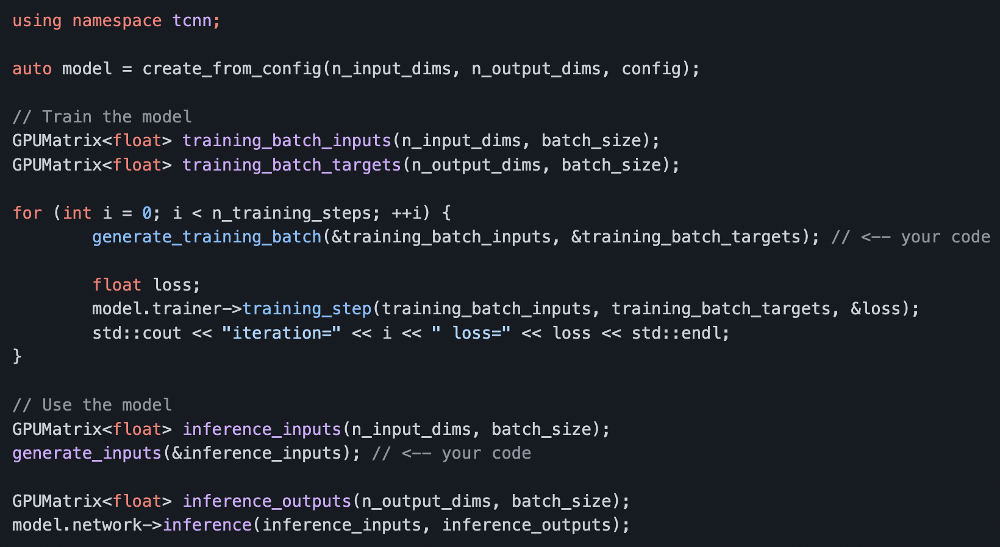 using namespace tcnn;
auto model = create_from_config(n_input_dims, n_output_dims, config);
// Train the model
GPUMatrix<float> training_batch_inputs(n_input_dims, batch_size);
GPUMatrix<float> training_batch_targets(n_output_dims, batch_size);
for (int i = 0; i < n_training_steps; ++i) {
        generate_training_batch(&training_batch_inputs, &training_batch_targets); // <-- your code
        float loss;
        model.trainer->training_step(training_batch_inputs, training_batch_targets, &loss);
        std::cout << "iteration=" << i << " loss=" << loss << std::endl;
}
// Use the model
GPUMatrix<float> inference_inputs(n_input_dims, batch_size);
generate_inputs(&inference_inputs); // <-- your code
GPUMatrix<float> inference_outputs(n_output_dims, batch_size);
model.network->inference(inference_inputs, inference_outputs);